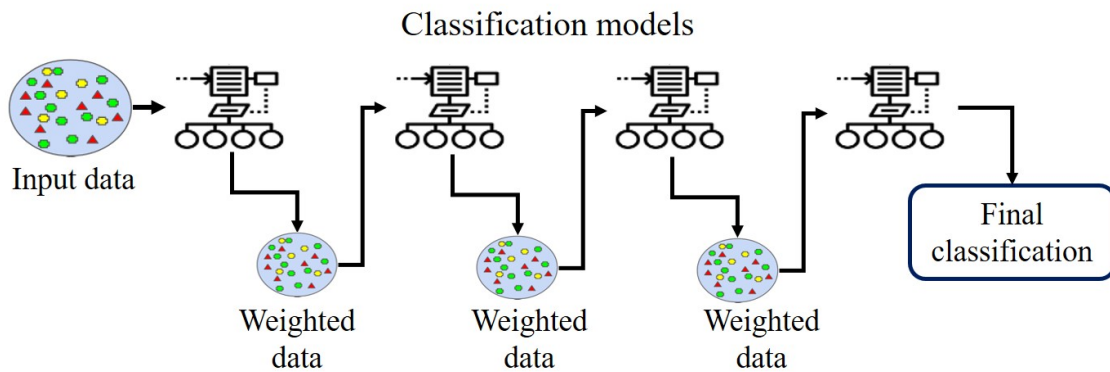 Classification models
Input data
Final
classification
Weighted
data
Weighted
data
Weighted
data